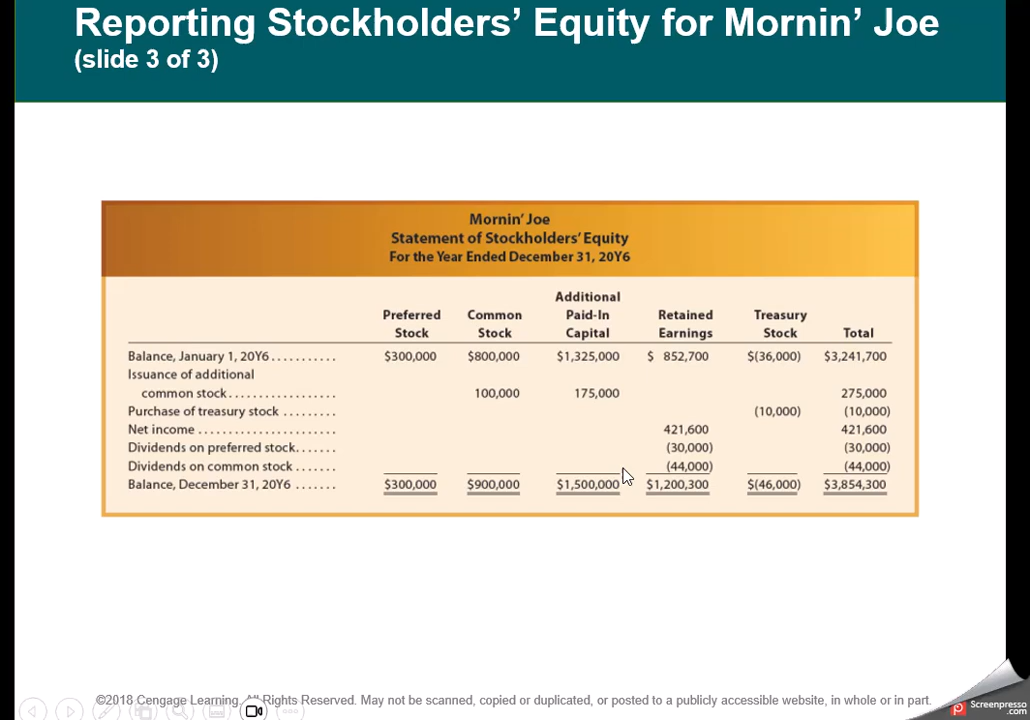 Reporting Stockholders’ Equity for Mornin’ Joe
(slide 3 of 3)
Mornin’ Joe
Statement of Stockholders’ Equity
For the Year Ended December 31, 20Y6
Preferred Stock Common Stock Additional Paid-In Capital Retained Earnings Treasury Stock Total
Balance, January 1, 20Y6........... $300,000 $800,000 $1,325,000 $ 852,700 $(36,000) $3,241,700
Issuance of additional
common stock.................. 100,000 175,000 275,000
Purchase of treasury stock ......... (10,000) (10,000)
Net income ....................... 421,600 421,600
Dividends on preferred stock....... (30,000) (30,000)
Dividends on common stock ....... (44,000) (44,000)
Balance, December 31, 20Y6 ....... $300,000 $900,000 $1,500,000 $1,200,300 $(46,000) $3,854,300
©2018 Cengage Learning. All Rights Reserved. May not be scanned, copied or duplicated, or posted to a publicly accessible website, in whole or in part.
Screenpresso
.com